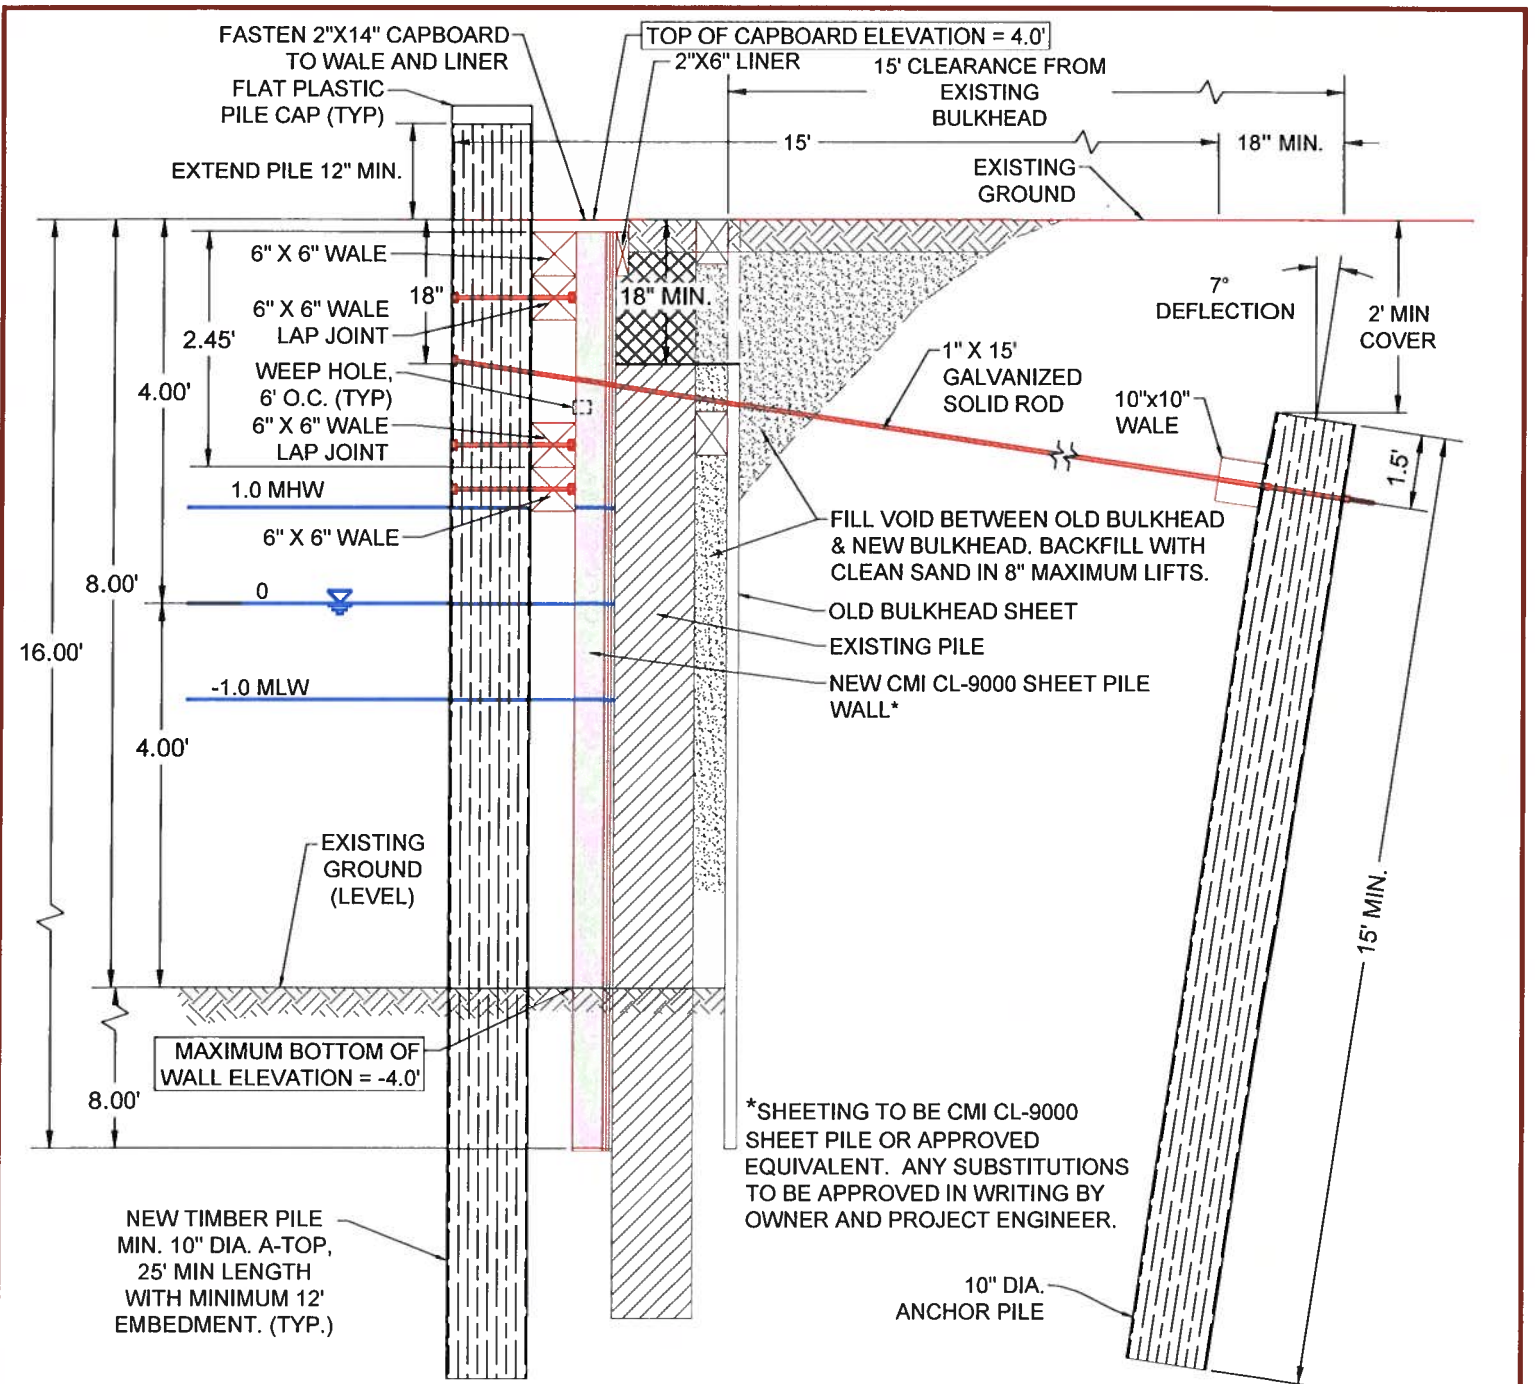 FASTEN 2"X14" CAPBOARD
TO WALE AND LINER
FLAT PLASTIC
PILE CAP (TYP)
TOP OF CAPBOARD ELEVATION = 4.0'
2"X6" LINER
15' CLEARANCE FROM
EXISTING
BULKHEAD
15'
18" MIN.
EXTEND PILE 12" MIN.
EXISTING
GROUND
6" X 6" WALE
18"
18" MIN.
6" X 6" WALE
LAP JOINT
2.45'
4.00'
WEEP HOLE,
6' O.C. (TYP)
6" X 6" WALE
LAP JOINT
7°
DEFLECTION
2' MIN
COVER
1" X 15'
GALVANIZED
SOLID ROD
10"x10"
WALE
1.5'
1.0 MHW
6" X 6" WALE
8.00'
0
16.00'
-1.0 MLW
4.00'
FILL VOID BETWEEN OLD BULKHEAD
& NEW BULKHEAD. BACKFILL WITH
CLEAN SAND IN 8" MAXIMUM LIFTS.
OLD BULKHEAD SHEET
EXISTING PILE
NEW CMI CL-9000 SHEET PILE
WALL*
EXISTING
GROUND
(LEVEL)
15' MIN.
MAXIMUM BOTTOM OF
WALL ELEVATION = -4.0'
8.00'
*SHEETING TO BE CMI CL-9000
SHEET PILE OR APPROVED
EQUIVALENT. ANY SUBSTITUTIONS
TO BE APPROVED IN WRITING BY
OWNER AND PROJECT ENGINEER.
NEW TIMBER PILE
MIN. 10" DIA. A-TOP,
25' MIN LENGTH
WITH MINIMUM 12'
EMBEDMENT. (TYP.)
10" DIA.
ANCHOR PILE